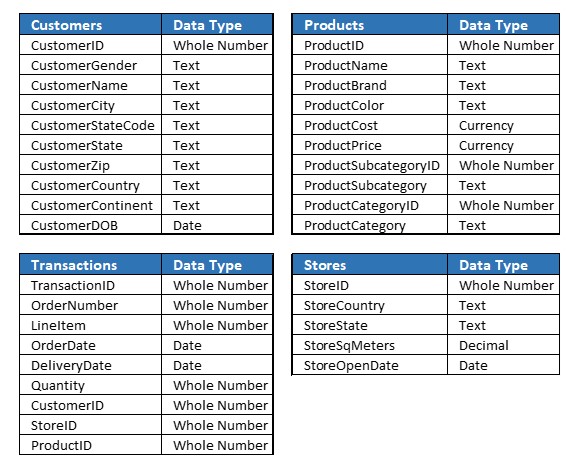 Customers Data Type
CustomerID Whole Number
CustomerGender Text
CustomerName Text
CustomerCity Text
CustomerStateCode Text
CustomerState Text
CustomerZip Text
CustomerCountry Text
CustomerContinent Text
CustomerDOB Date
Products Data Type
ProductID Whole Number
ProductName Text
ProductBrand Text
ProductColor Text
ProductCost Currency
ProductPrice Currency
ProductSubcategoryID Whole Number
ProductSubcategory Text
ProductCategoryID Whole Number
ProductCategory Text
Transactions Data Type
TransactionID Whole Number
OrderNumber Whole Number
LineItem Whole Number
OrderDate Date
DeliveryDate Date
Quantity Whole Number
CustomerID Whole Number
StoreID Whole Number
ProductID Whole Number
Stores Data Type
StoreID Whole Number
StoreCountry Text
StoreState Text
StoreSqMeters Decimal
StoreOpenDate Date